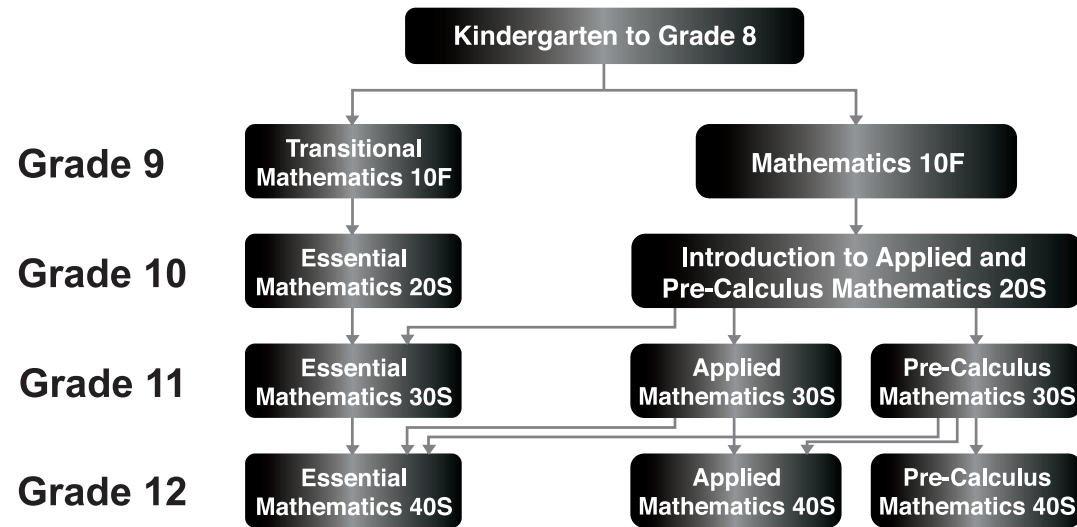 Kindergarten to Grade 8
Grade 9
Transitional
Mathematics 10F
Mathematics 10F
Grade 10
Essential
Mathematics 20S
Introduction to Applied and
Pre-Calculus Mathematics 20S
Grade 11
Essential
Mathematics 30S
Applied
Mathematics 30S
Pre-Calculus
Mathematics 30S
Grade 12
Essential
Mathematics 40S
Applied
Mathematics 40S
Pre-Calculus
Mathematics 40S